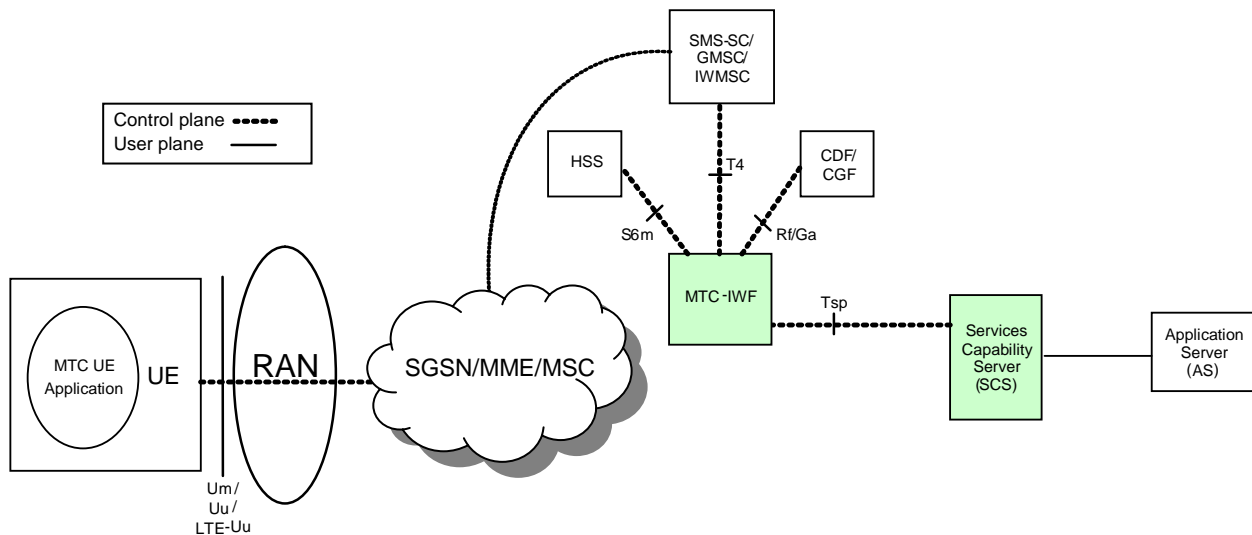 SMS-SC/
GMSC/
IWMSC
Control plane
User plane
HSS
T4
CDF/
CGF
S6m
Rf/Ga
MTC-IWF
Tsp
Services
Capability
Server
(SCS)
Application
Server
(AS)
MTC UE
Application
UE
RAN
SGSN/MME/MSC
Um/
Uu/
LTE-Uu